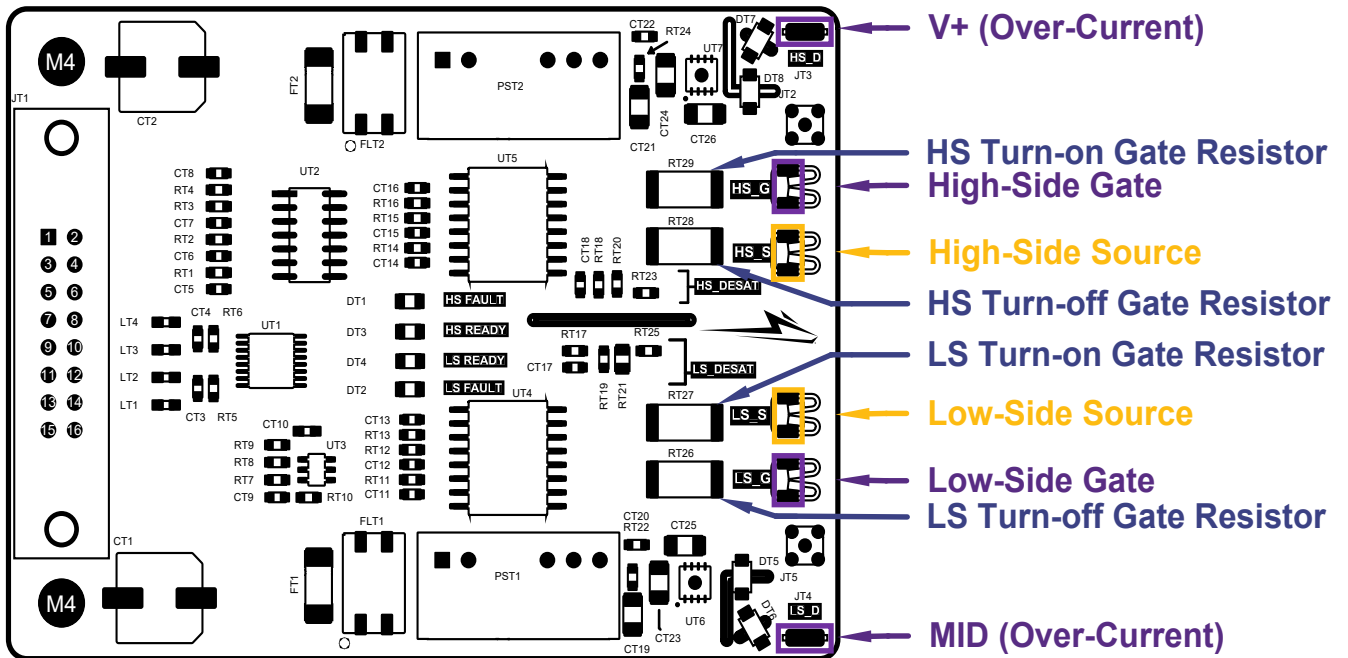 V+ (Over-Current)
HS Turn-on Gate Resistor
High-Side Gate
High-Side Source
HS Turn-off Gate Resistor
LS Turn-on Gate Resistor
Low-Side Source
Low-Side Gate
LS Turn-off Gate Resistor
MID (Over-Current)
M4
CT2
JT1
FT2
FLT2
PST2
CT22
RT24
UT7
CT21
CT24
CT26
DT7
HS_D
JT3
DT8
JT2
CT8
RT4
RT3
CT7
RT2
CT6
RT1
CT5
UT2
CT16
RT16
RT15
CT15
RT14
CT14
UT5
RT29
HS_G
RT28
HS_S
CT18
RT18
RT20
RT23
HS_DESAT
1 2
3 4
5 6
7 8
9 10
11 12
13 14
15 16
LT4
LT3
LT2
LT1
CT4
RT6
CT3
RT5
UT1
DT1
HS FAULT
DT3
HS READY
DT4
LS READY
DT2
LS FAULT
RT17
CT17
RT19
RT21
RT25
LS_DESAT
CT10
RT9
RT8
RT7
CT9
RT10
UT3
CT13
RT13
RT12
CT12
RT11
CT11
UT4
RT27
LS_S
RT26
LS_G
M4
CT1
FT1
FLT1
PST1
CT20
RT22
CT25
CT19
CT23
UT6
DT5
JT5
DT6
JT4
LS_D